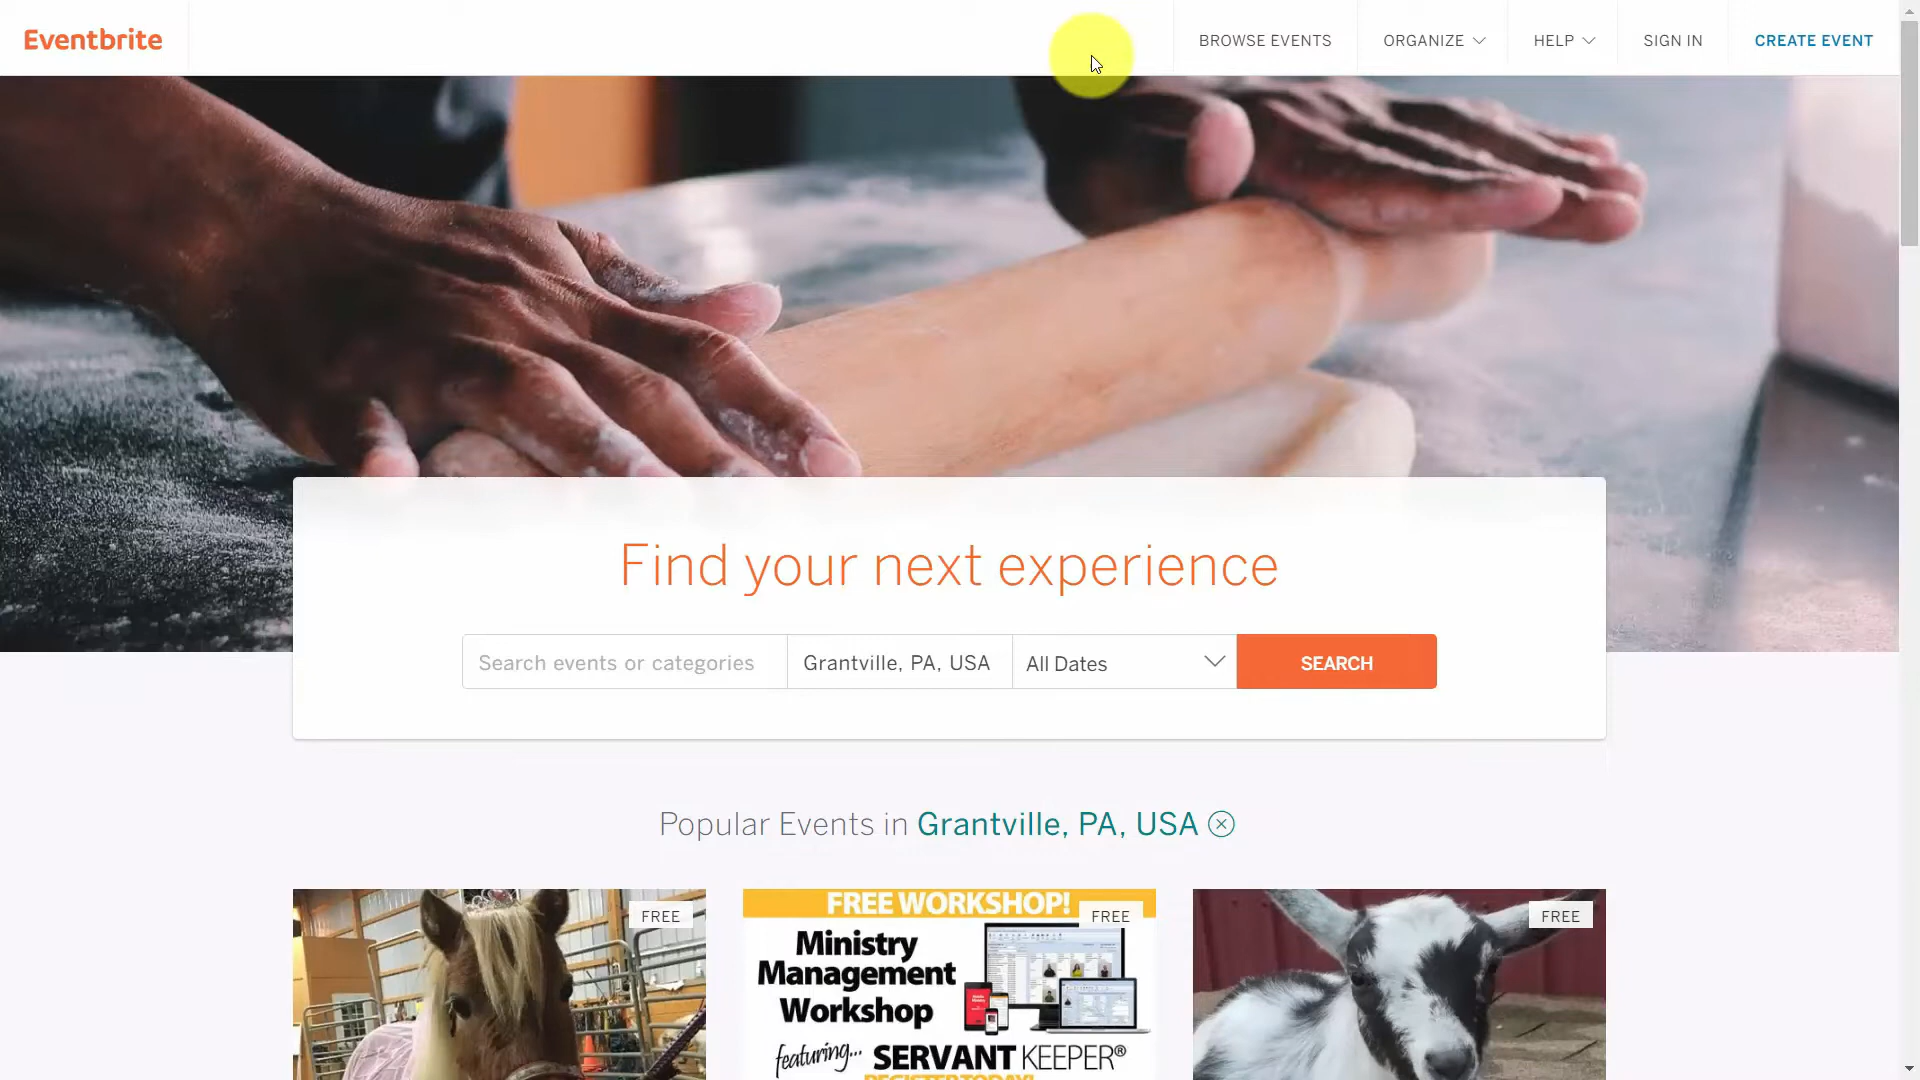 Eventbrite
BROWSE EVENTS
ORGANIZE
HELP
SIGN IN
CREATE EVENT
Find your next experience
Search events or categories
Grantville, PA, USA
All Dates
SEARCH
Popular Events in Grantville, PA, USA
FREE
FREE WORKSHOP!
FREE
Ministry
Management
Workshop
featuring... SERVANT KEEPER®
REGISTER TODAY!
FREE